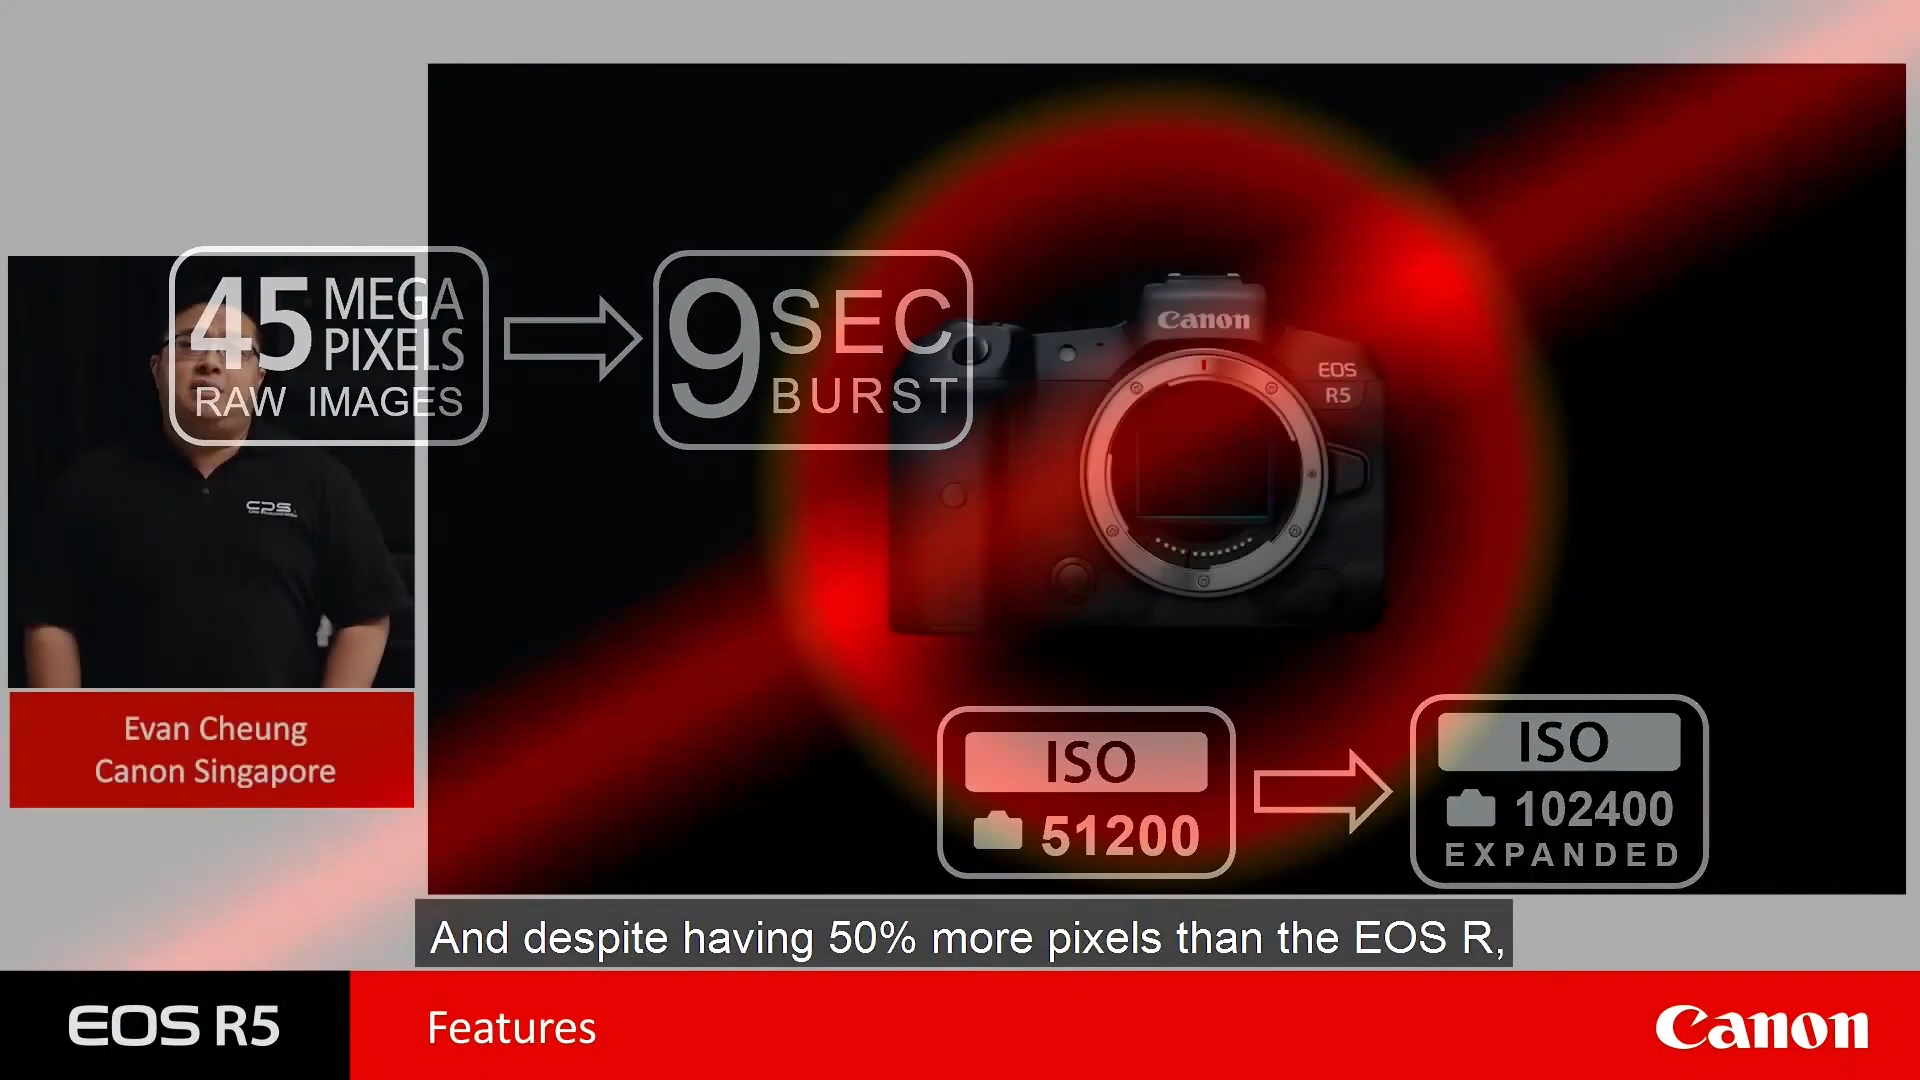 45 MEGA
PIXELS
RAW IMAGES
9 SEC
BURST
Canon
EOS
R5
CPS
Evan Cheung
Canon Singapore
ISO
51200
ISO
102400
EXPANDED
And despite having 50% more pixels than the EOS R,
EOS R5
Features
Canon